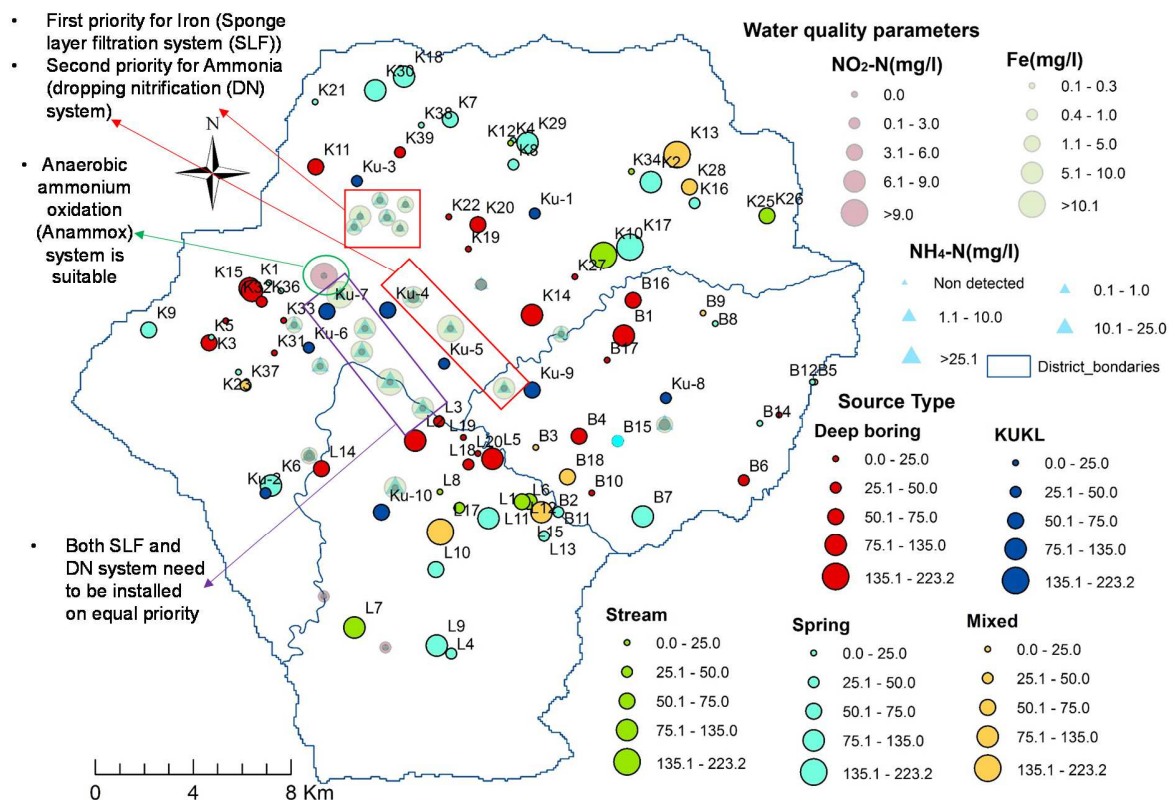 • First priority for Iron (Sponge
layer filtration system (SLF))
• Second priority for Ammonia
(dropping nitrification (DN)
system)
• Anaerobic
ammonium
oxidation
(Anammox)
system is
suitable
• Both SLF and
DN system need
to be installed
on equal priority
N
K18
K30
K21
K38
K7
K39
K12
K4
K29
K8
K11
Ku-3
K13
K34
K2
K28
K16
K22
K20
Ku-1
K19
K25
K26
K17
K10
K27
K15
K1
K32
K36
Ku-7
Ku-4
K14
B16
B9
B8
B1
K9
K5
K33
K3
Ku-6
K31
Ku-5
B17
K37
Ku-9
Ku-8
B12
B5
L3
L19
B4
B15
B14
B3
L20
L5
L18
L14
K6
Ku-2
B18
B10
B6
L8
L1
L6
L12
B2
B11
B7
Ku-10
L17
L11
L15
L13
L10
L7
L9
L4
0 4 8 Km
Water quality parameters
NO2-N(mg/l)
0.0
0.1 - 3.0
3.1 - 6.0
6.1 - 9.0
>9.0
Fe(mg/l)
0.1 - 0.3
0.4 - 1.0
1.1 - 5.0
5.1 - 10.0
>10.1
NH4-N(mg/l)
Non detected
0.1 - 1.0
1.1 - 10.0
10.1 - 25.0
>25.1
District_bondaries
Source Type
Deep boring
0.0 - 25.0
25.1 - 50.0
50.1 - 75.0
75.1 - 135.0
135.1 - 223.2
KUKL
0.0 - 25.0
25.1 - 50.0
50.1 - 75.0
75.1 - 135.0
135.1 - 223.2
Stream
0.0 - 25.0
25.1 - 50.0
50.1 - 75.0
75.1 - 135.0
135.1 - 223.2
Spring
0.0 - 25.0
25.1 - 50.0
50.1 - 75.0
75.1 - 135.0
135.1 - 223.2
Mixed
0.0 - 25.0
25.1 - 50.0
50.1 - 75.0
75.1 - 135.0
135.1 - 223.2